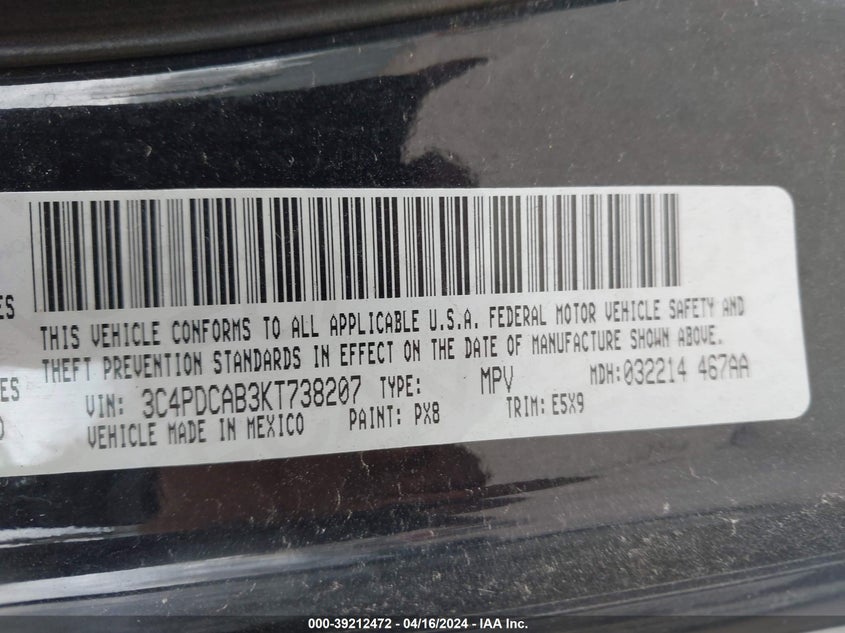 THIS VEHICLE CONFORMS TO ALL APPLICABLE U.S.A. FEDERAL MOTOR VEHICLE SAFETY AND
THEFT PREVENTION STANDARDS IN EFFECT ON THE DATE OF MANUFACTURE SHOWN ABOVE.
VIN: 3C4PDCAB3KT738207 TYPE: MPV MDH:032214 467AA
VEHICLE MADE IN MEXICO PAINT: PX8 TRIM: E5X9
000-39212472 - 04/16/2024 - IAA Inc.